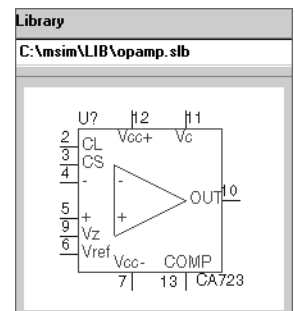 Library
C:\msim\LIB\opamp.slb
U? 12 11
2 CL Vcc+ Vc
3 CS
4 - -
OUT 10
5 + +
9 Vz
6 Vref
Vcc- COMP
7 13 CA723